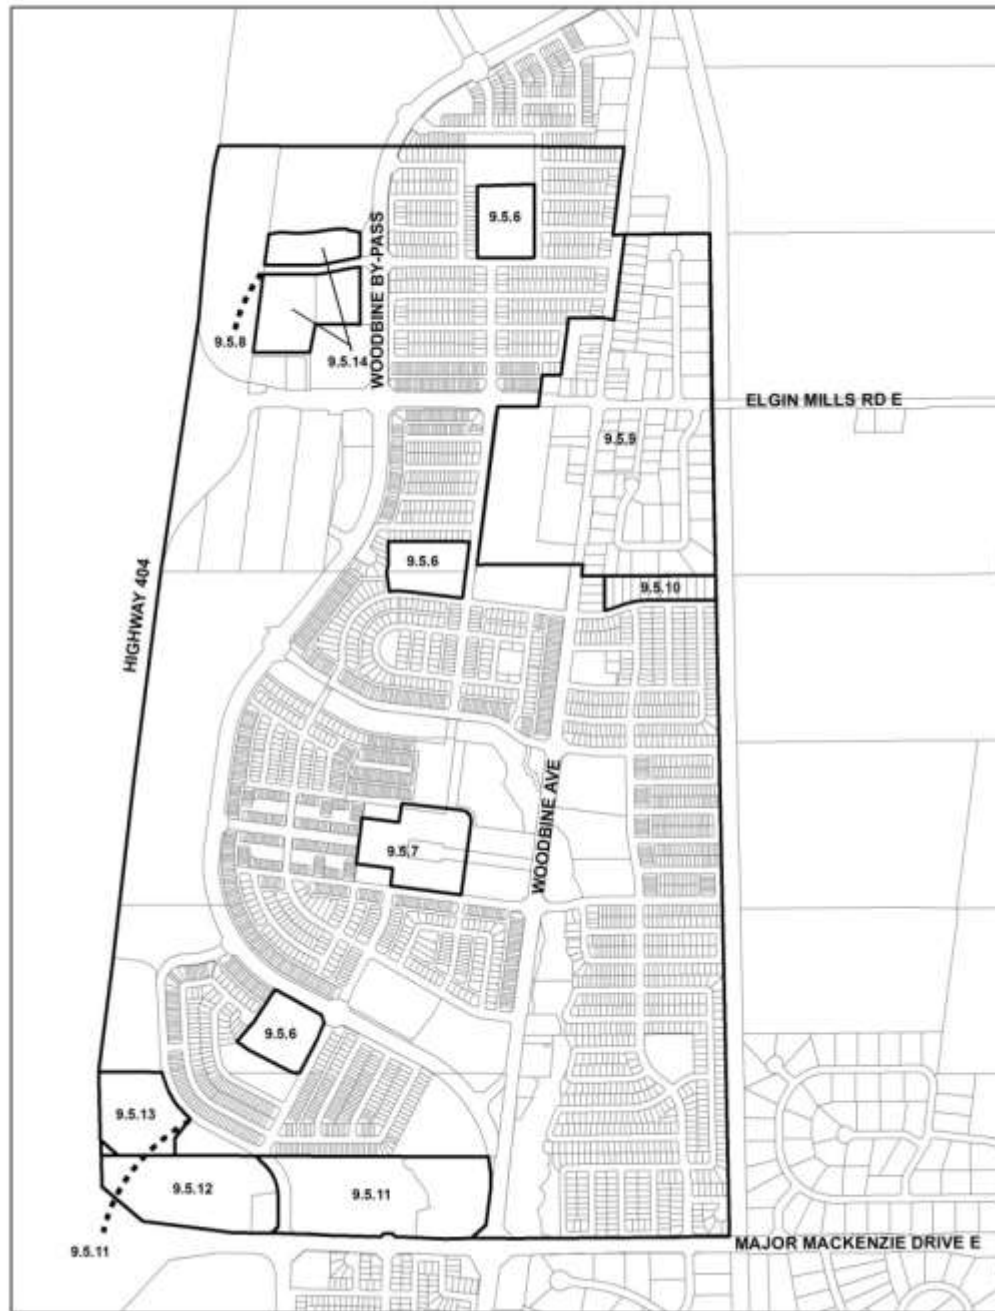 9.5.6
WOODBINE BY-PASS
9.5.8
9.5.14
ELGIN MILLS RD E
9.5.9
9.5.6
9.5.10
HIGHWAY 404
WOODBINE AVE
9.5.7
9.5.6
9.5.13
9.5.12
9.5.11
9.5.11
MAJOR MACKENZIE DRIVE E